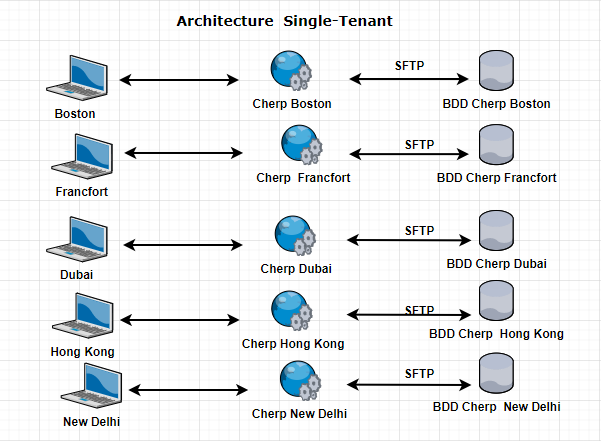 Architecture Single-Tenant
SFTP
Boston
Cherp Boston
BDD Cherp Boston
SFTP
Francfort
Cherp Francfort
BDD Cherp Francfort
SFTP
Dubai
Cherp Dubai
BDD Cherp Dubai
SFTP
Hong Kong
Cherp Hong Kong
BDD Cherp Hong Kong
SFTP
New Delhi
Cherp New Delhi
BDD Cherp New Delhi